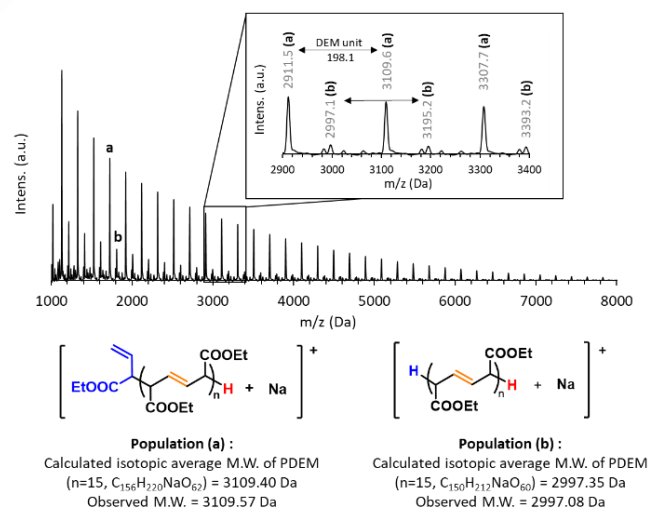 2911.5 (a)
DEM unit
198.1
2997.1 (b)
3109.6 (a)
3195.2 (b)
3307.7 (a)
3393.2 (b)
Intens. (a.u.)
2900 3000 3100 3200 3300 3400
m/z (Da)
Intens. (a.u.)
a
b
1000 2000 3000 4000 5000 6000 7000 8000
m/z (Da)
EtOOC
COOEt
COOEt
n
H
+ Na
+
H
COOEt
COOEt
n
H
+ Na
+
Population (a) :
Calculated isotopic average M.W. of PDEM
(n=15, C₁₅₆H₂₂₀NaO₆₂) = 3109.40 Da
Observed M.W. = 3109.57 Da
Population (b) :
Calculated isotopic average M.W. of PDEM
(n=15, C₁₅₀H₂₁₂NaO₆₀) = 2997.35 Da
Observed M.W. = 2997.08 Da